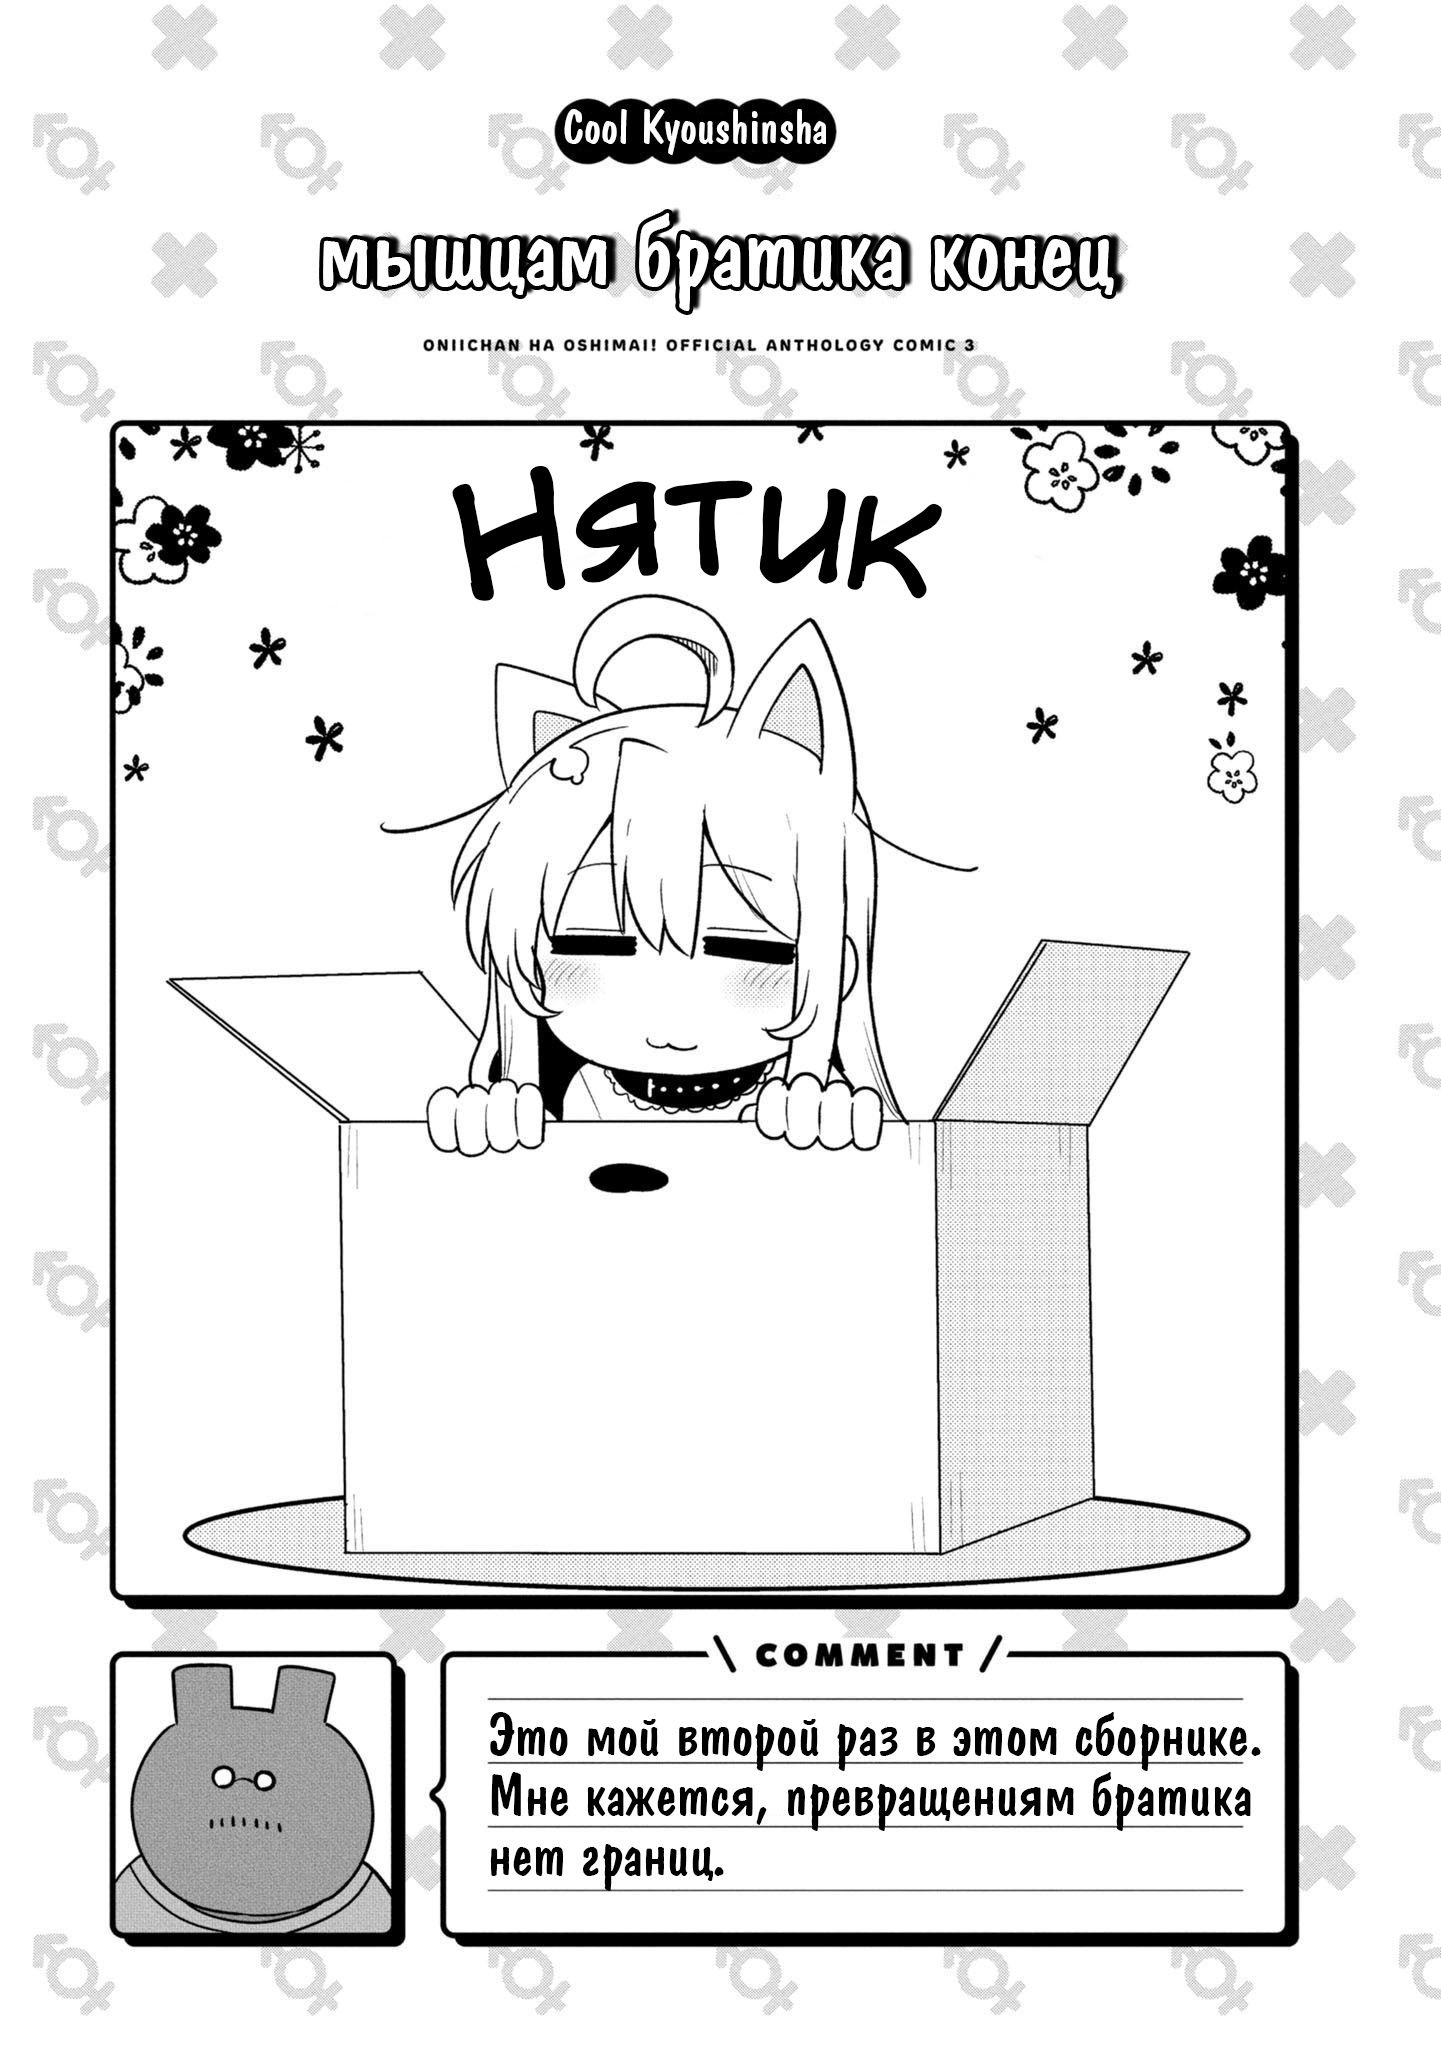 Cool Kyoushinsha
мышцам братика конец
ONIICHAN HA OSHIMAI! OFFICIAL ANTHOLOGY COMIC 3
Нятик
\ COMMENT /
Это мой второй раз в этом сборнике.
Мне кажется, превращениям братика
нет границ.